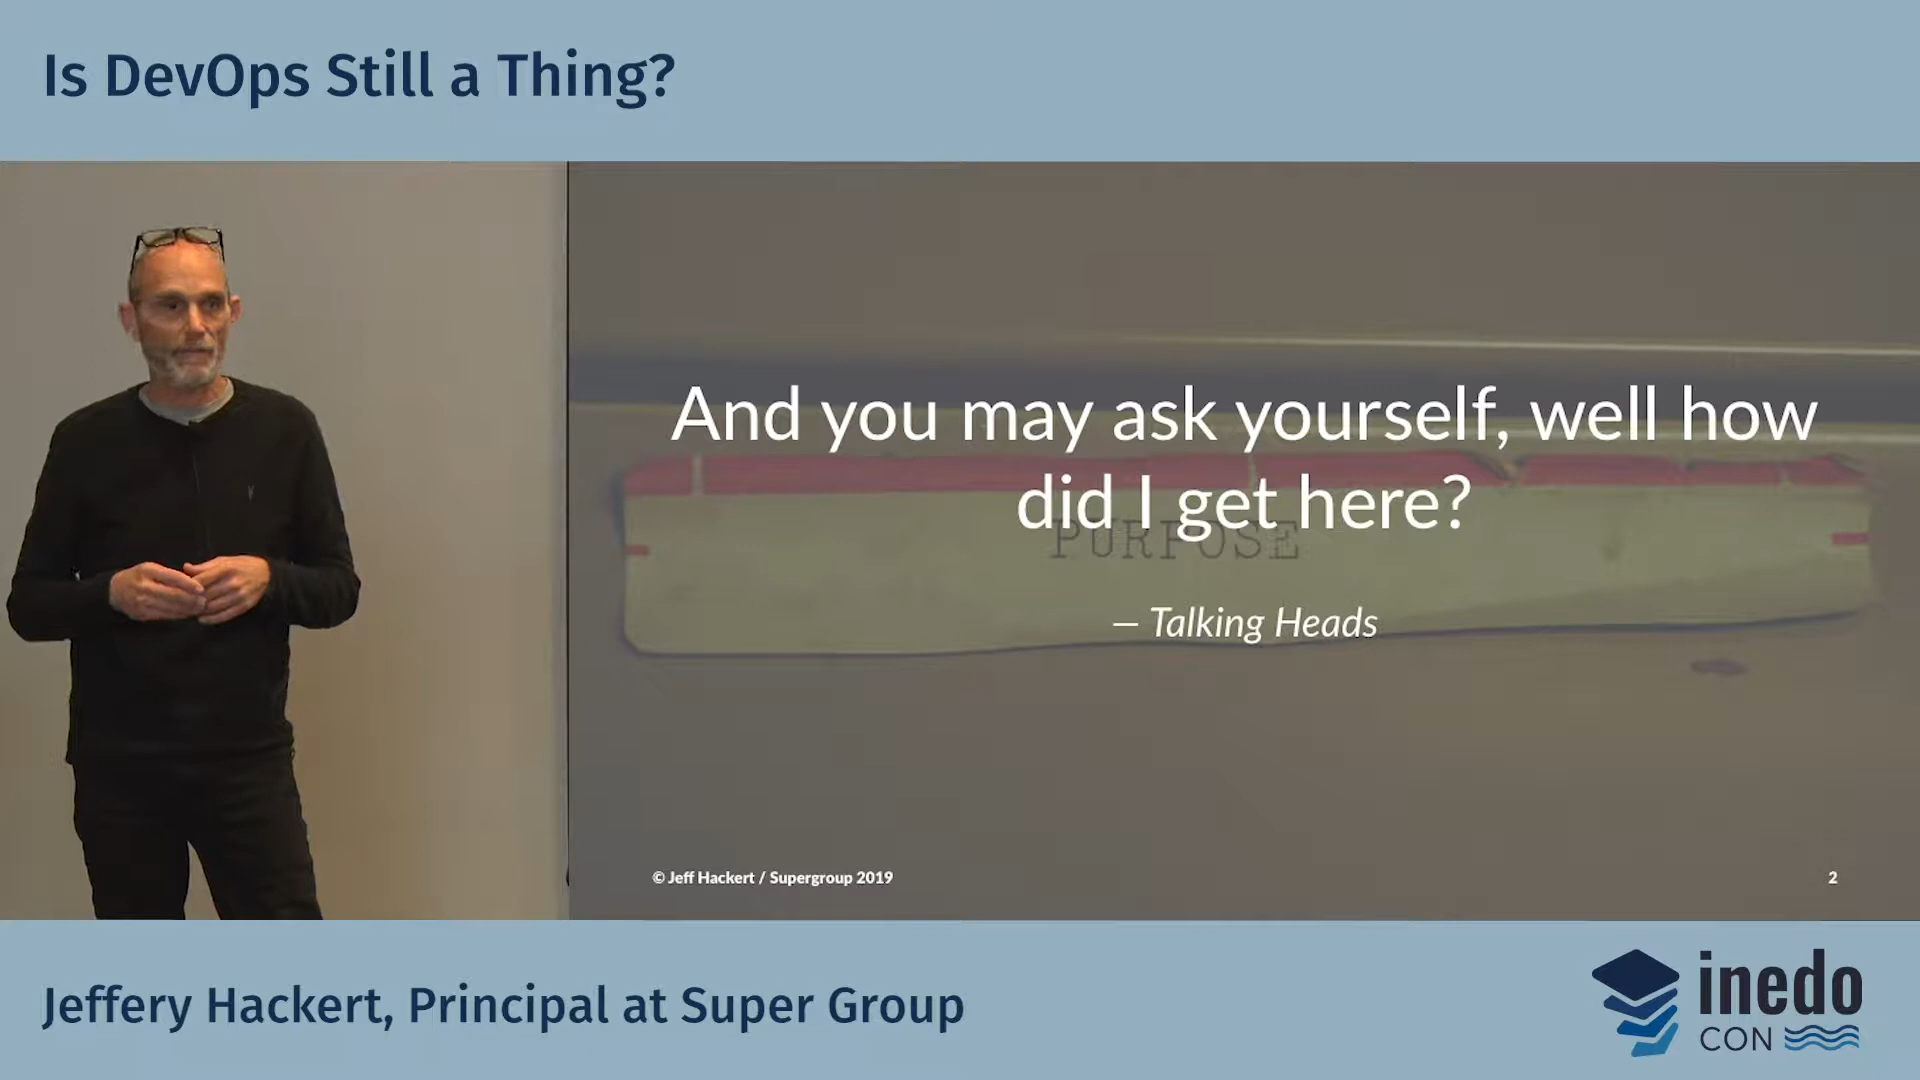 Is DevOps Still a Thing?
And you may ask yourself, well how
did I get here?
PURPOSE
— Talking Heads
© Jeff Hackert / Supergroup 2019
2
Jeffery Hackert, Principal at Super Group
inedo
CON